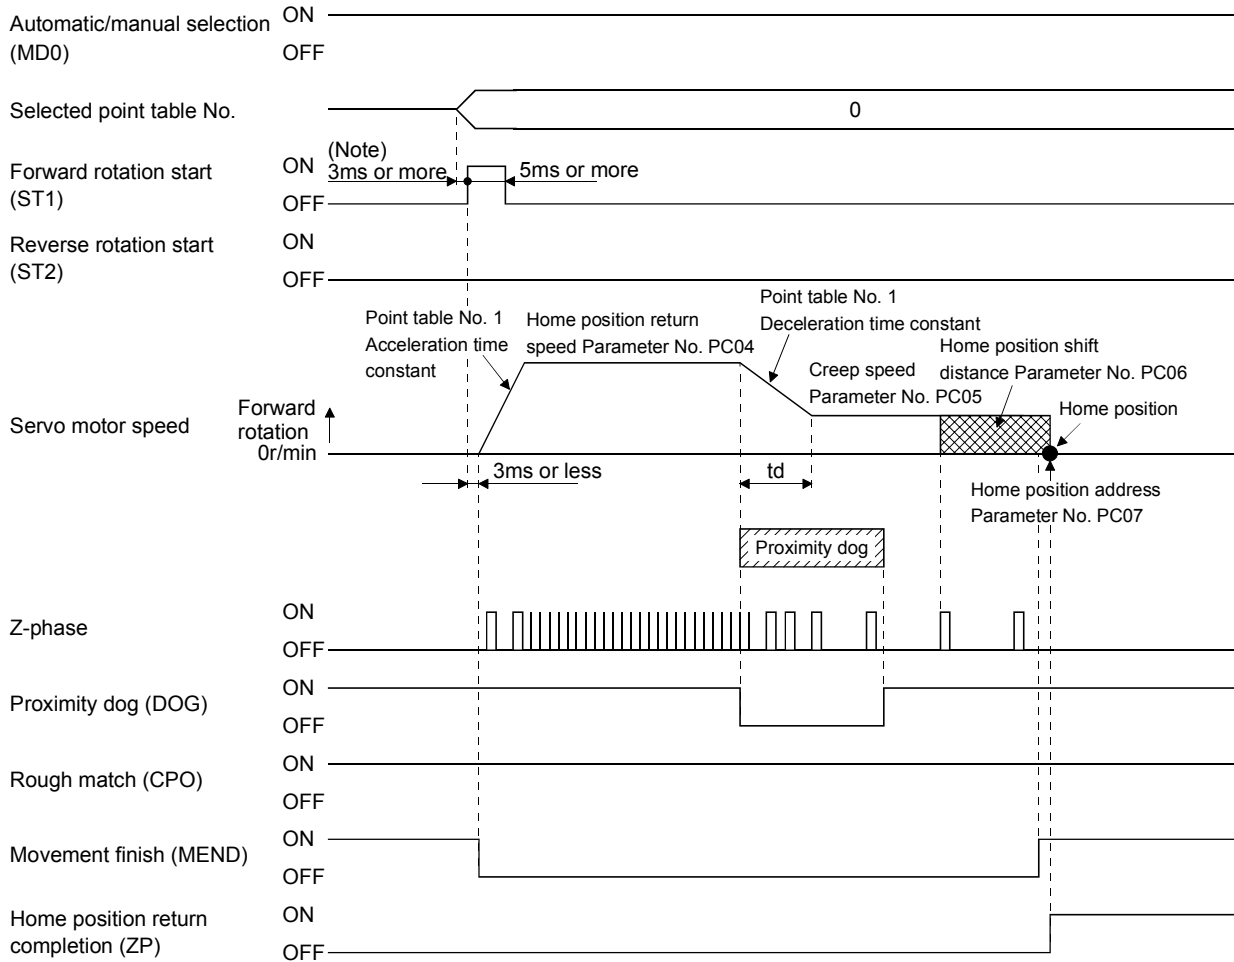 Automatic/manual selection
(MD0)
ON
OFF
Selected point table No.
0
Forward rotation start
(ST1)
ON
OFF
(Note)
3ms or more
5ms or more
Reverse rotation start
(ST2)
ON
OFF
Point table No. 1
Acceleration time
constant
Home position return
speed Parameter No. PC04
Point table No. 1
Deceleration time constant
Creep speed
Parameter No. PC05
Home position shift
distance Parameter No. PC06
Home position
Servo motor speed
Forward
rotation
0r/min
3ms or less
td
Home position address
Parameter No. PC07
Proximity dog
Z-phase
ON
OFF
Proximity dog (DOG)
ON
OFF
Rough match (CPO)
ON
OFF
Movement finish (MEND)
ON
OFF
Home position return
completion (ZP)
ON
OFF